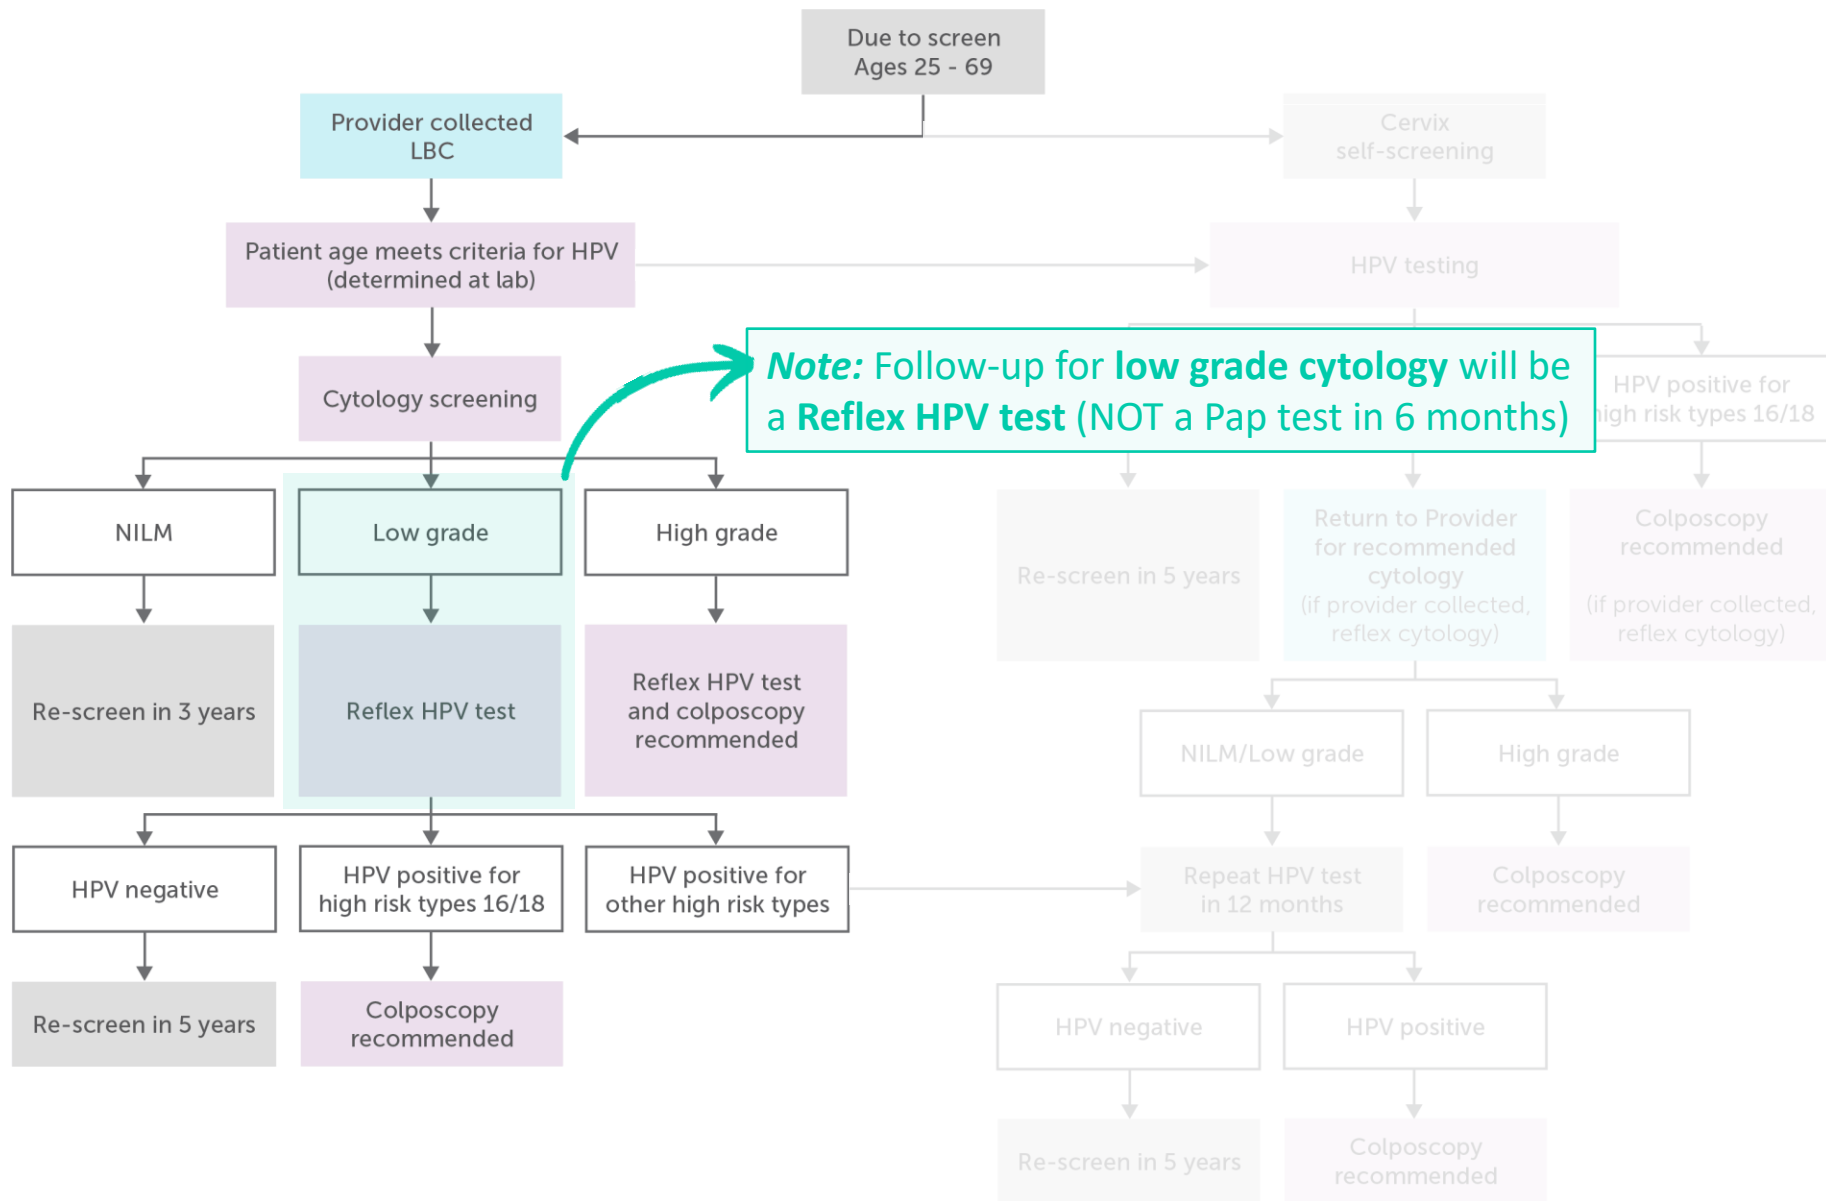 Due to screen
Ages 25 - 69
Provider collected
LBC
Cervix
self-screening
Patient age meets criteria for HPV
(determined at lab)
HPV testing
Note: Follow-up for low grade cytology will be
a Reflex HPV test (NOT a Pap test in 6 months)
HPV positive for
high risk types 16/18
Cytology screening
NILM
Low grade
High grade
Re-screen in 5 years
Return to Provider
for recommended
cytology
(if provider collected,
reflex cytology)
Colposcopy
recommended
(if provider collected,
reflex cytology)
Re-screen in 3 years
Reflex HPV test
Reflex HPV test
and colposcopy
recommended
NILM/Low grade
High grade
HPV negative
HPV positive for
high risk types 16/18
HPV positive for
other high risk types
Repeat HPV test
in 12 months
Colposcopy
recommended
Re-screen in 5 years
Colposcopy
recommended
HPV negative
HPV positive
Re-screen in 5 years
Colposcopy
recommended